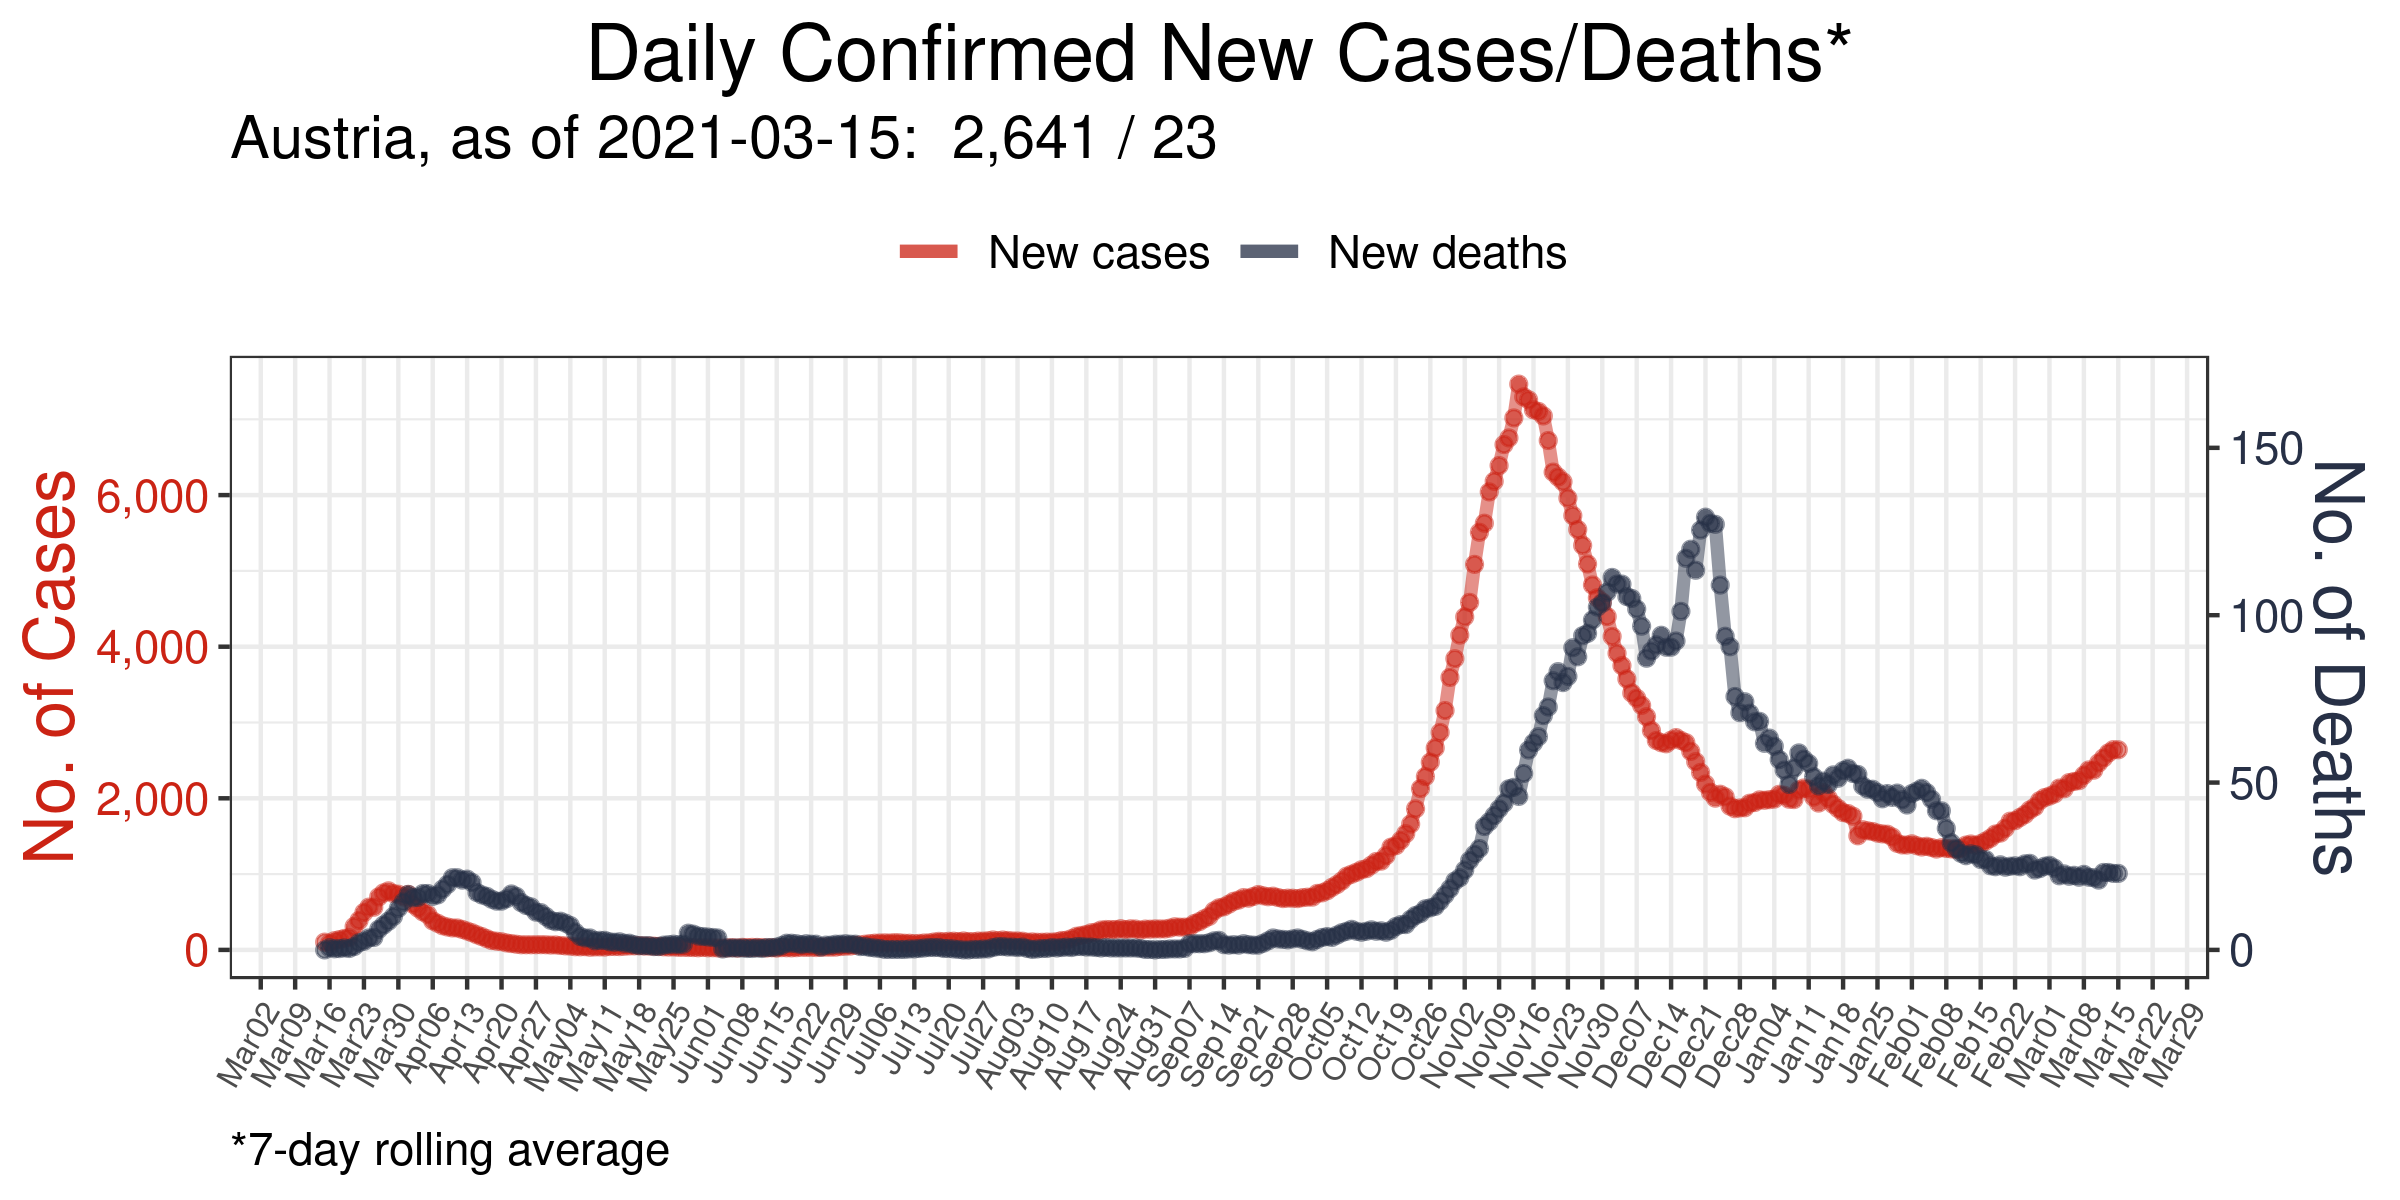 Daily Confirmed New Cases/Deaths*
Austria, as of 2021-03-15:  2,641 / 23
New cases
New deaths
No. of Cases
6,000
4,000
2,000
0
150
100
50
0
No. of Deaths
Mar02
Mar09
Mar16
Mar23
Mar30
Apr06
Apr13
Apr20
Apr27
May04
May11
May18
May25
Jun01
Jun08
Jun15
Jun22
Jun29
Jul06
Jul13
Jul20
Jul27
Aug03
Aug10
Aug17
Aug24
Aug31
Sep07
Sep14
Sep21
Sep28
Oct05
Oct12
Oct19
Oct26
Nov02
Nov09
Nov16
Nov23
Nov30
Dec07
Dec14
Dec21
Dec28
Jan04
Jan11
Jan18
Jan25
Feb01
Feb08
Feb15
Feb22
Mar01
Mar08
Mar15
Mar22
Mar29
*7-day rolling average